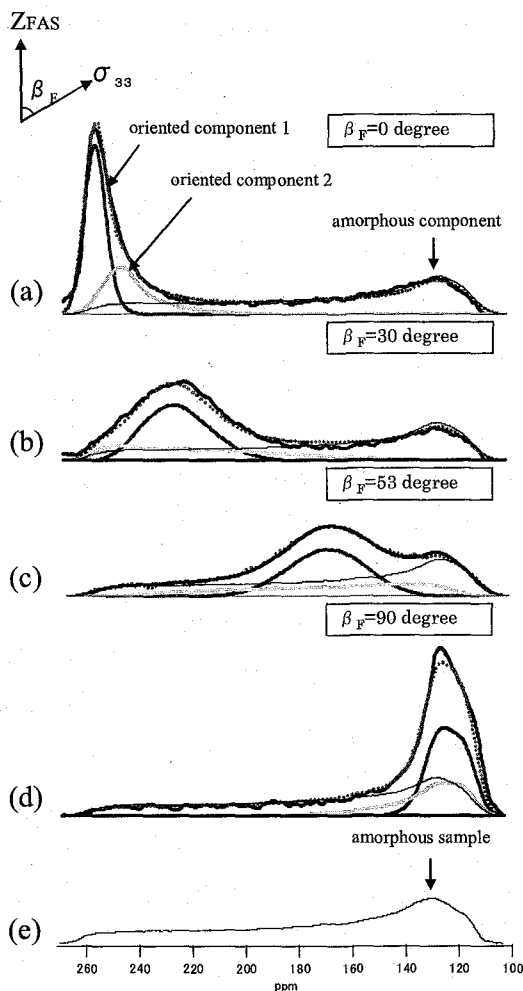 ZFAS
βF
σ33
oriented component 1
βF=0 degree
oriented component 2
amorphous component
(a)
βF=30 degree
(b)
βF=53 degree
(c)
βF=90 degree
(d)
amorphous sample
(e)
260 240 220 200 180 160 140 120 100
ppm